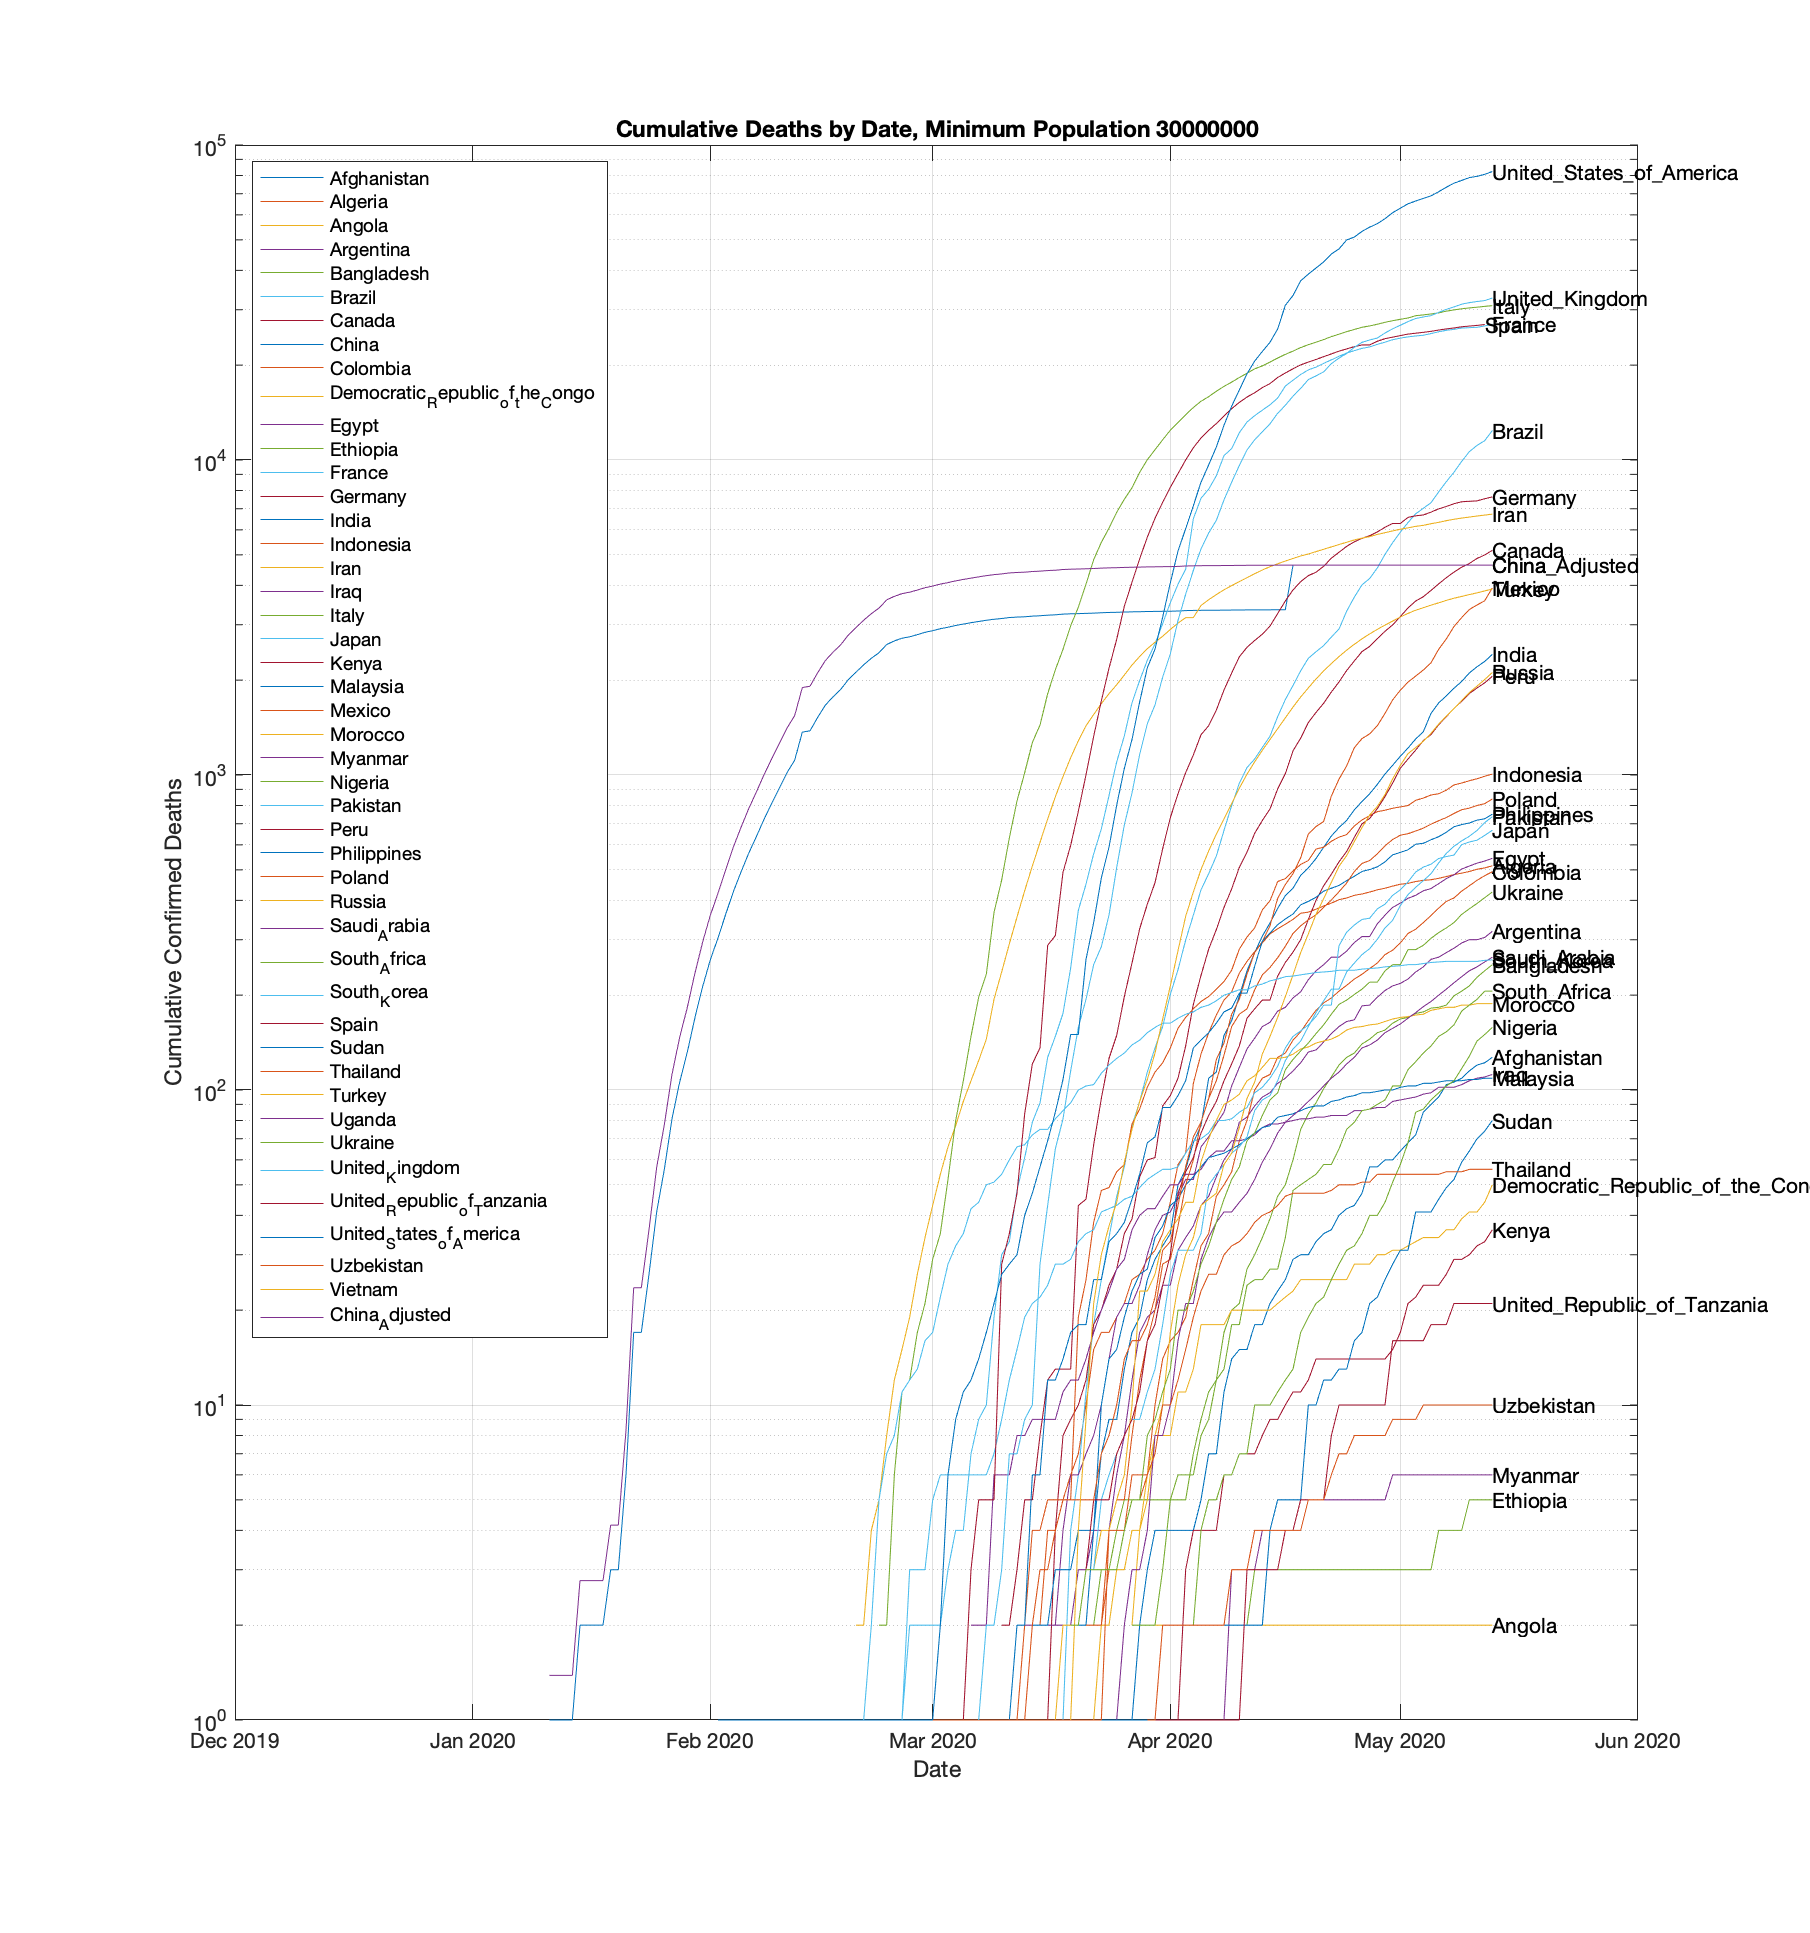 Cumulative Deaths by Date, Minimum Population 30000000
10^5
10^4
10^3
10^2
10^1
10^0
Cumulative Confirmed Deaths
Afghanistan
Algeria
Angola
Argentina
Bangladesh
Brazil
Canada
China
Colombia
Democratic_Republic_of_the_Congo
Egypt
Ethiopia
France
Germany
India
Indonesia
Iran
Iraq
Italy
Japan
Kenya
Malaysia
Mexico
Morocco
Myanmar
Nigeria
Pakistan
Peru
Philippines
Poland
Russia
Saudi_Arabia
South_Africa
South_Korea
Spain
Sudan
Thailand
Turkey
Uganda
Ukraine
United_Kingdom
United_Republic_of_Tanzania
United_States_of_America
Uzbekistan
Vietnam
China_Adjusted
United_States_of_America
United_Kingdom
Italy
France
Spain
Brazil
Germany
Iran
Canada
China_Adjusted
Mexico
Turkey
India
Russia
Peru
Indonesia
Poland
Philippines
Pakistan
Japan
Egypt
Algeria
Colombia
Ukraine
Argentina
Saudi_Arabia
South_Korea
Bangladesh
South_Africa
Morocco
Nigeria
Afghanistan
Iraq
Malaysia
Sudan
Thailand
Democratic_Republic_of_the_Con
Kenya
United_Republic_of_Tanzania
Uzbekistan
Myanmar
Ethiopia
Angola
Dec 2019
Jan 2020
Feb 2020
Mar 2020
Apr 2020
May 2020
Jun 2020
Date